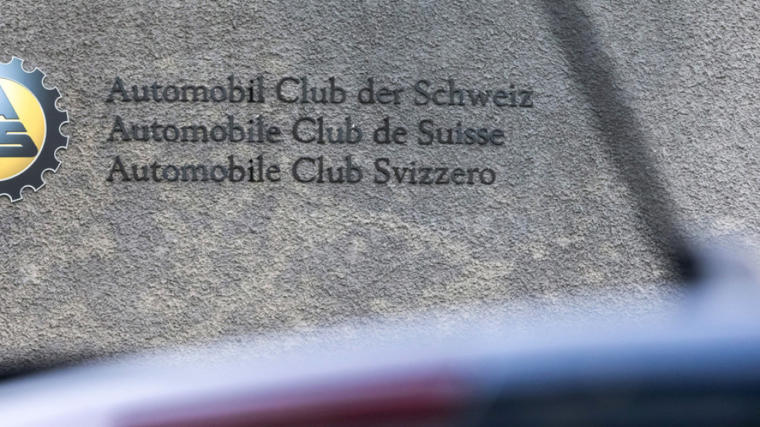 Automobil Club der Schweiz
Automobile Club de Suisse
Automobile Club Svizzero